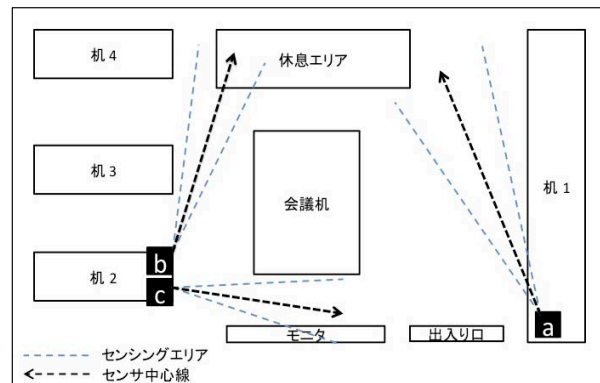 机 4
休息エリア
机 3
会議机
机 1
机 2
b
c
a
モニタ
出入り口
センシングエリア
センサ中心線